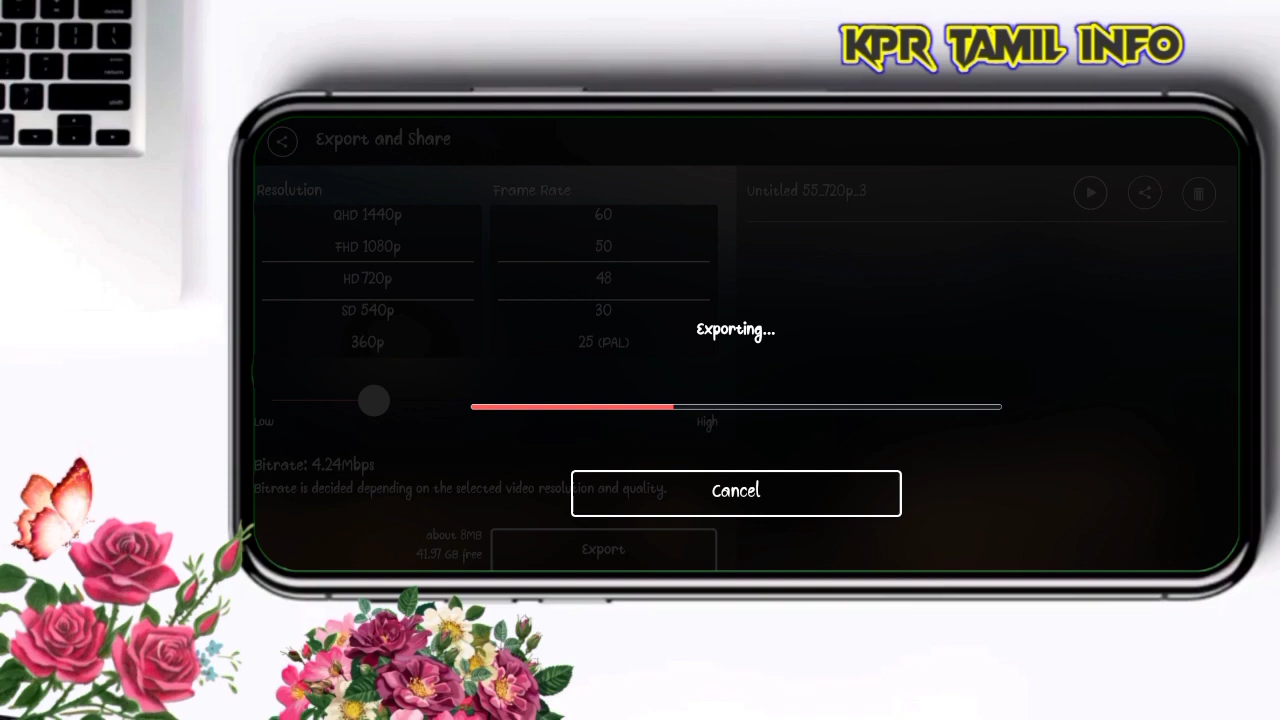 KPR TAMIL INFO
Export and Share
Resolution
Frame Rate
Untitled 55_720p_3
QHD 1440p
60
FHD 1080p
50
HD 720p
48
SD 540p
30
360p
25 (PAL)
Exporting...
Low
High
Bitrate: 4.24Mbps
Bitrate is decided depending on the selected video resolution and quality.
Cancel
about 8MB
41.97 GB free
Export